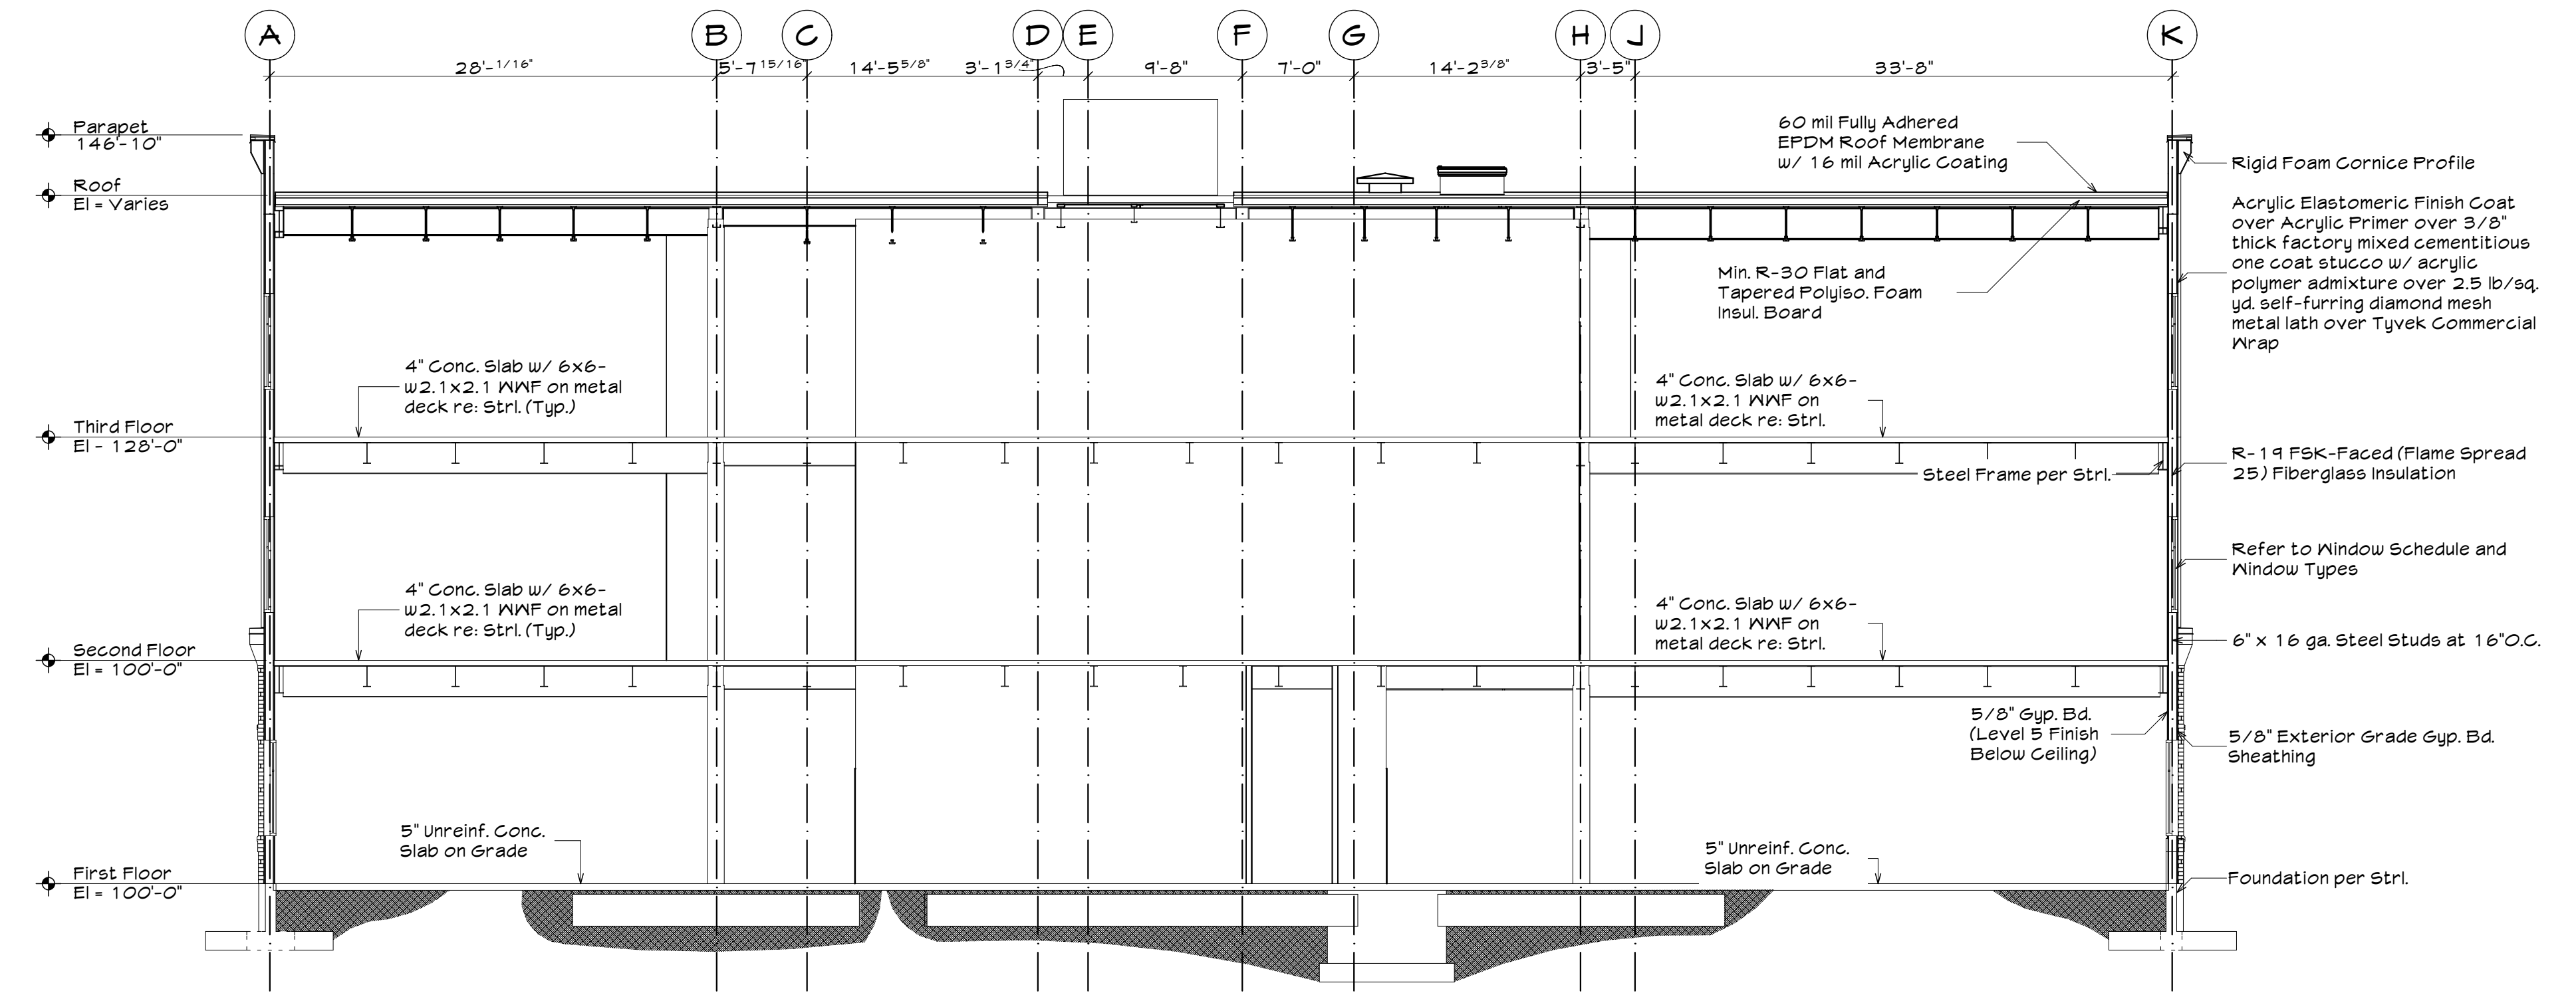 A B C D E F G H J K
28'-1/16" 5'-7 15/16" 14'-5 5/8" 3'-1 3/4" 9'-8" 7'-0" 14'-2 3/8" 3'-5" 33'-8"
Parapet
146'-10"
Roof
El = Varies
60 mil Fully Adhered
EPDM Roof Membrane
w/ 16 mil Acrylic Coating
Rigid Foam Cornice Profile
Acrylic Elastomeric Finish Coat
over Acrylic Primer over 3/8"
thick factory mixed cementitious
one coat stucco w/ acrylic
polymer admixture over 2.5 lb/sq.
yd. self-furring diamond mesh
metal lath over Tyvek Commercial
Wrap
Min. R-30 Flat and
Tapered Polyiso. Foam
Insul. Board
4" Conc. Slab w/ 6x6-
w2.1x2.1 WWF on metal
deck re: Strl. (Typ.)
4" Conc. Slab w/ 6x6-
w2.1x2.1 WWF on
metal deck re: Strl.
Third Floor
El - 128'-0"
Steel Frame per Strl.
R-19 FSK-Faced (Flame Spread
25) Fiberglass Insulation
Refer to Window Schedule and
Window Types
4" Conc. Slab w/ 6x6-
w2.1x2.1 WWF on metal
deck re: Strl. (Typ.)
4" Conc. Slab w/ 6x6-
w2.1x2.1 WWF on
metal deck re: Strl.
Second Floor
El = 100'-0"
6" x 16 ga. Steel Studs at 16"O.C.
5/8" Gyp. Bd.
(Level 5 Finish
Below Ceiling)
5/8" Exterior Grade Gyp. Bd.
Sheathing
5" Unreinf. Conc.
Slab on Grade
5" Unreinf. Conc.
Slab on Grade
First Floor
El = 100'-0"
Foundation per Strl.